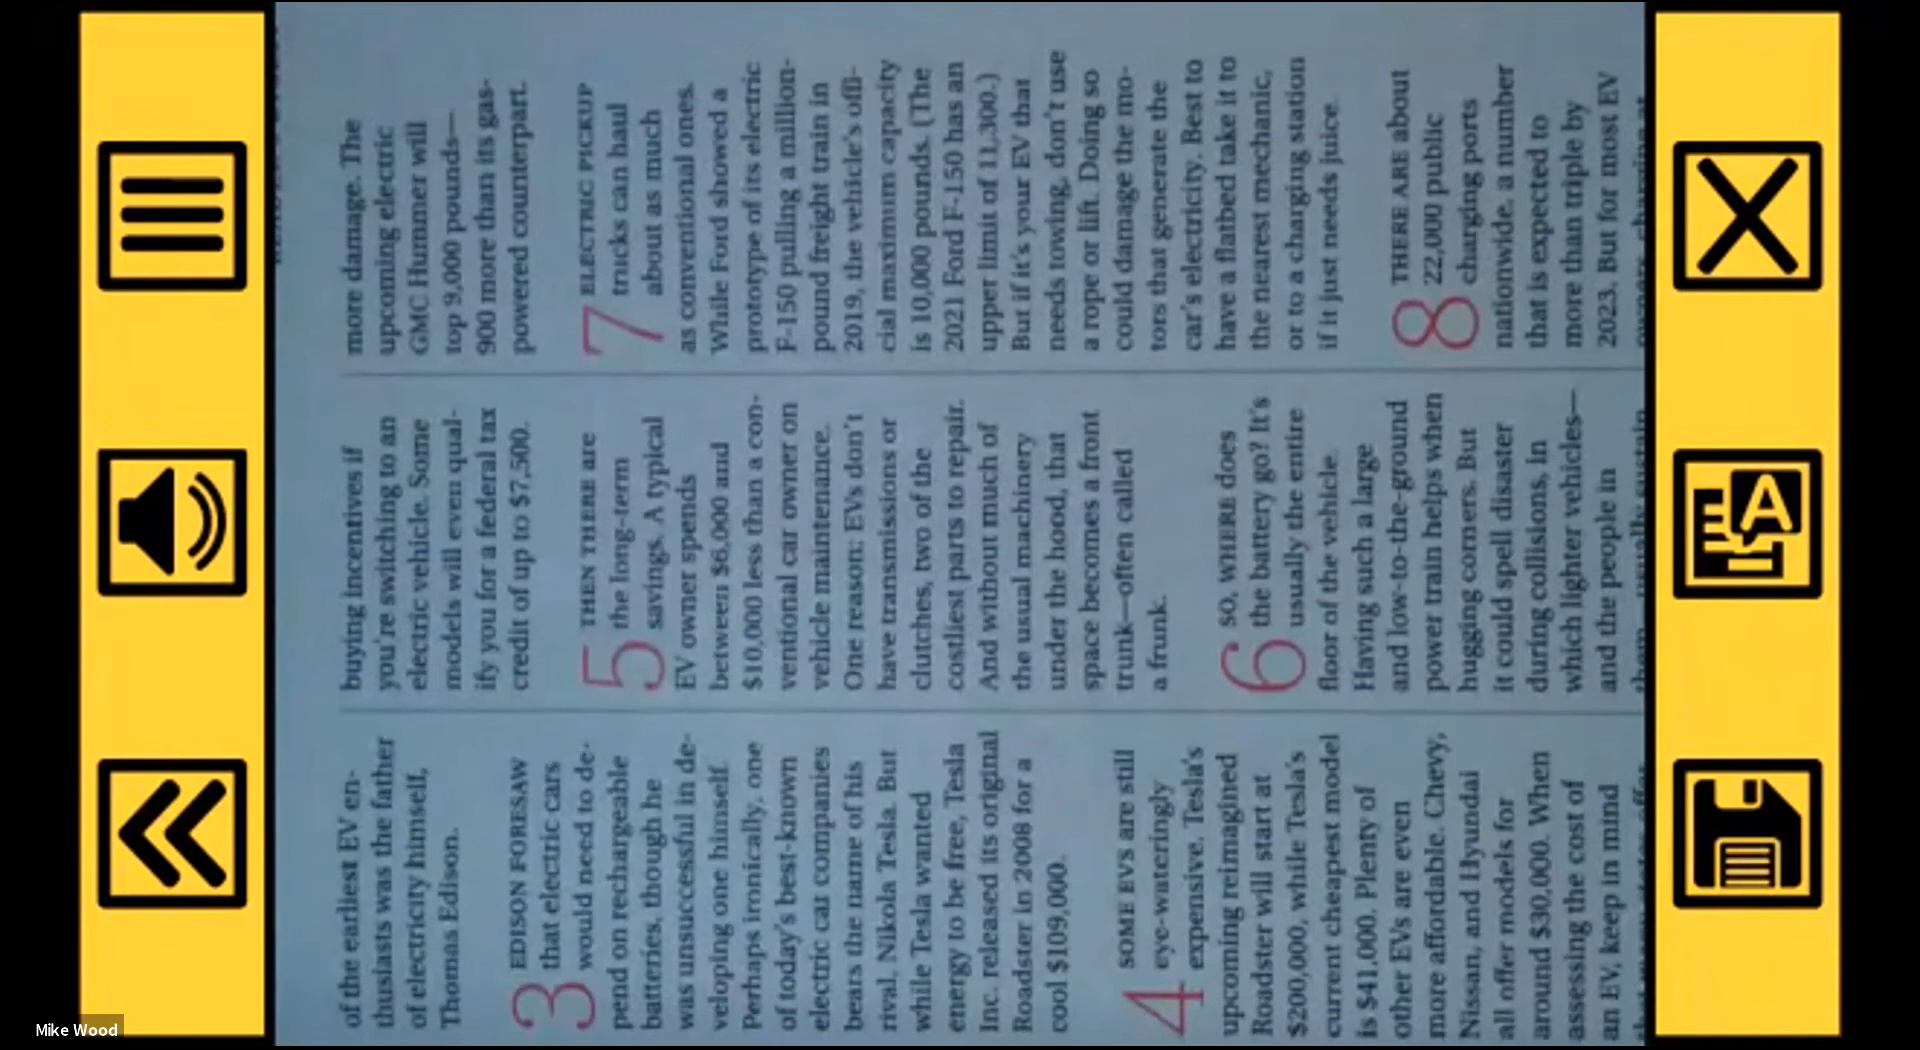 of the earliest EV en-
thusiasts was the father
of electricity himself,
Thomas Edison.
3 EDISON FORESAW
that electric cars
would need to de-
pend on rechargeable
batteries, though he
was unsuccessful in de-
veloping one himself.
Perhaps ironically, one
of today's best-known
electric car companies
bears the name of his
rival, Nikola Tesla. But
while Tesla wanted
energy to be free, Tesla
Inc. released its original
Roadster in 2008 for a
cool $109,000.
4 SOME EVS are still
eye-wateringly
expensive. Tesla's
upcoming reimagined
Roadster will start at
$200,000, while Tesla's
current cheapest model
is $41,000. Plenty of
other EVs are even
more affordable. Chevy,
Nissan, and Hyundai
all offer models for
around $30,000. When
assessing the cost of
an EV, keep in mind
buying incentives if
you're switching to an
electric vehicle. Some
models will even qual-
ify you for a federal tax
credit of up to $7,500.
5 THEN THERE are
the long-term
savings. A typical
EV owner spends
between $6,000 and
$10,000 less than a con-
ventional car owner on
vehicle maintenance.
One reason: EVs don't
have transmissions or
clutches, two of the
costliest parts to repair.
And without much of
the usual machinery
under the hood, that
space becomes a front
trunk—often called
a frunk.
6 SO, WHERE does
the battery go? It's
usually the entire
floor of the vehicle.
Having such a large
and low-to-the-ground
power train helps when
hugging corners. But
it could spell disaster
during collisions, in
which lighter vehicles—
and the people in
more damage. The
upcoming electric
GMC Hummer will
top 9,000 pounds—
900 more than its gas-
powered counterpart.
7 ELECTRIC PICKUP
trucks can haul
about as much
as conventional ones.
While Ford showed a
prototype of its electric
F-150 pulling a million-
pound freight train in
2019, the vehicle's offi-
cial maximum capacity
is 10,000 pounds. (The
2021 Ford F-150 has an
upper limit of 11,300.)
But if it's your EV that
needs towing, don't use
a rope or lift. Doing so
could damage the mo-
tors that generate the
car's electricity. Best to
have a flatbed take it to
the nearest mechanic,
or to a charging station
if it just needs juice.
8 THERE ARE about
22,000 public
charging ports
nationwide, a number
that is expected to
more than triple by
2023. But for most EV
A
Mike Wood